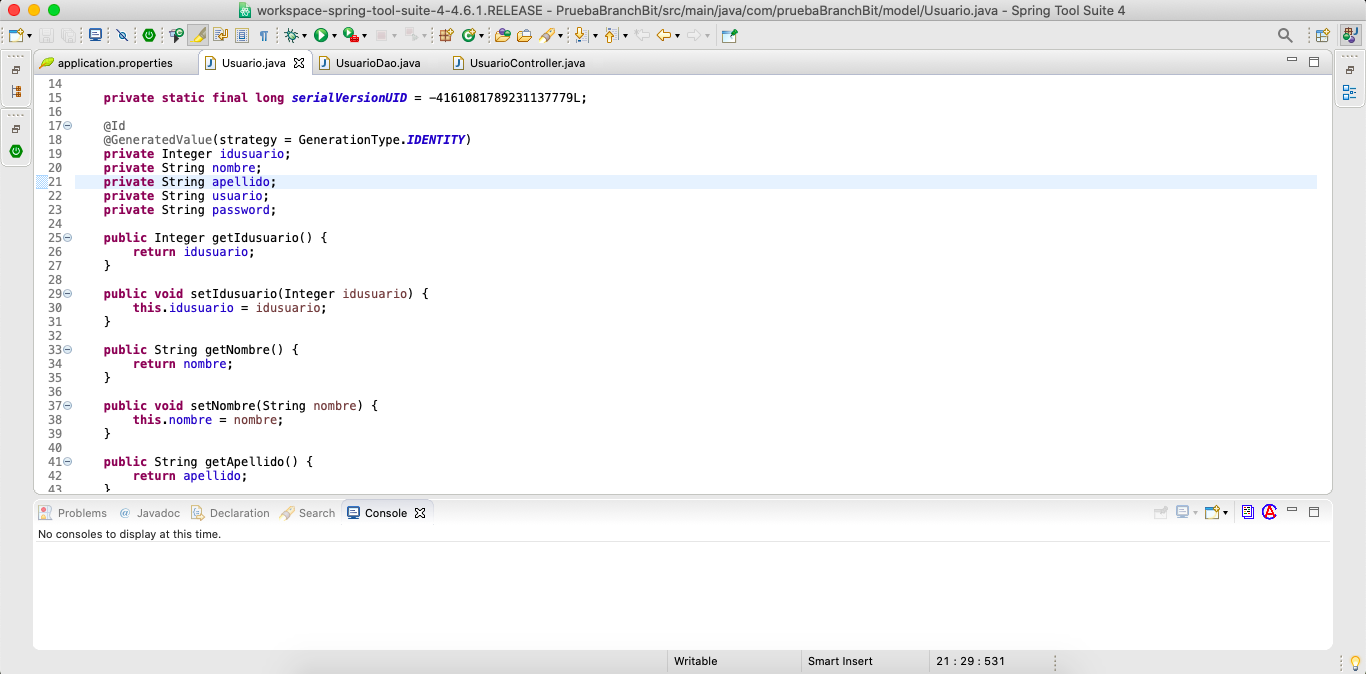 workspace-spring-tool-suite-4-4.6.1.RELEASE - PruebaBranchBit/src/main/java/com/pruebaBranchBit/model/Usuario.java - Spring Tool Suite 4
application.properties Usuario.java UsuarioDao.java UsuarioController.java
14
15 private static final long serialVersionUID = -4161081789231137779L;
16
17 @Id
18 @GeneratedValue(strategy = GenerationType.IDENTITY)
19 private Integer idusuario;
20 private String nombre;
21 private String apellido;
22 private String usuario;
23 private String password;
24
25 public Integer getIdusuario() {
26 return idusuario;
27 }
28
29 public void setIdusuario(Integer idusuario) {
30 this.idusuario = idusuario;
31 }
32
33 public String getNombre() {
34 return nombre;
35 }
36
37 public void setNombre(String nombre) {
38 this.nombre = nombre;
39 }
40
41 public String getApellido() {
42 return apellido;
43 }
Problems @ Javadoc Declaration Search Console
No consoles to display at this time.
Writable Smart Insert 21 : 29 : 531